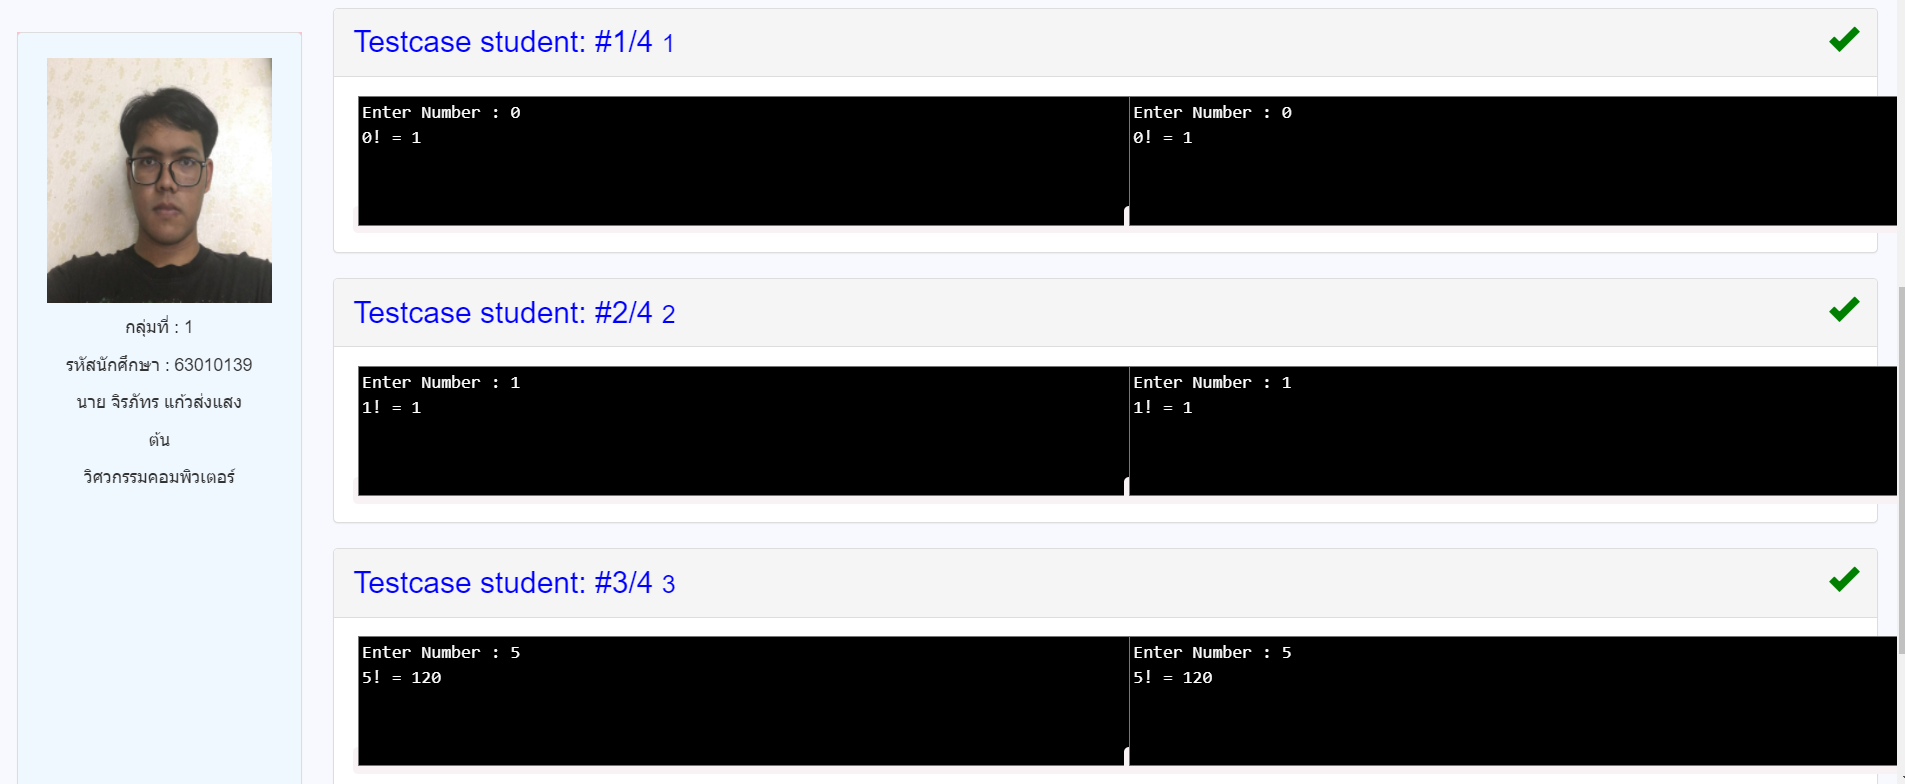 กลุ่มที่ : 1
รหัสนักศึกษา : 63010139
นาย จิรภัทร แก้วส่งแสง
ต้น
วิศวกรรมคอมพิวเตอร์
Testcase student: #1/4 1
Enter Number : 0
0! = 1
Enter Number : 0
0! = 1
Testcase student: #2/4 2
Enter Number : 1
1! = 1
Enter Number : 1
1! = 1
Testcase student: #3/4 3
Enter Number : 5
5! = 120
Enter Number : 5
5! = 120